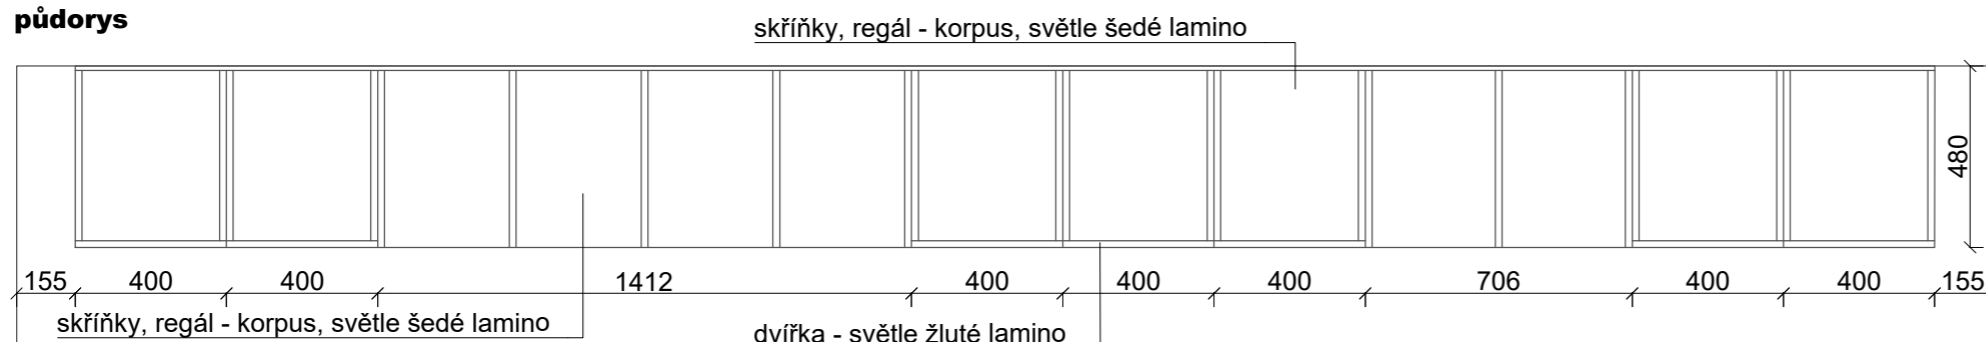 půdorys
skříňky, regál - korpus, světle šedé lamino
480
155 400 400 1412 400 400 400 706 400 400 155
skříňky, regál - korpus, světle šedé lamino
dvířka - světle žluté lamino